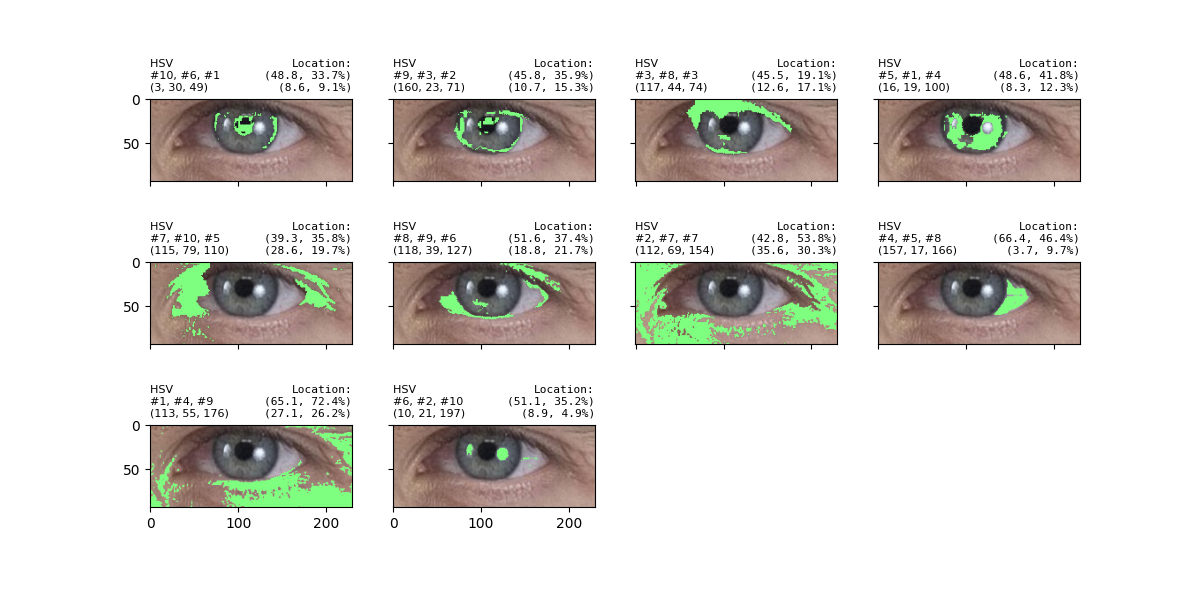 HSV Location:
#10, #6, #1 (48.8, 33.7%)
(3, 30, 49) (8.6, 9.1%)
HSV Location:
#9, #3, #2 (45.8, 35.9%)
(160, 23, 71) (10.7, 15.3%)
HSV Location:
#3, #8, #3 (45.5, 19.1%)
(117, 44, 74) (12.6, 17.1%)
HSV Location:
#5, #1, #4 (48.6, 41.8%)
(16, 19, 100) (8.3, 12.3%)
0
50
HSV Location:
#7, #10, #5 (39.3, 35.8%)
(115, 79, 110) (28.6, 19.7%)
HSV Location:
#8, #9, #6 (51.6, 37.4%)
(118, 39, 127) (18.8, 21.7%)
HSV Location:
#2, #7, #7 (42.8, 53.8%)
(112, 69, 154) (35.6, 30.3%)
HSV Location:
#4, #5, #8 (66.4, 46.4%)
(157, 17, 166) (3.7, 9.7%)
0
50
HSV Location:
#1, #4, #9 (65.1, 72.4%)
(113, 55, 176) (27.1, 26.2%)
HSV Location:
#6, #2, #10 (51.1, 35.2%)
(10, 21, 197) (8.9, 4.9%)
0
50
0 100 200
0 100 200